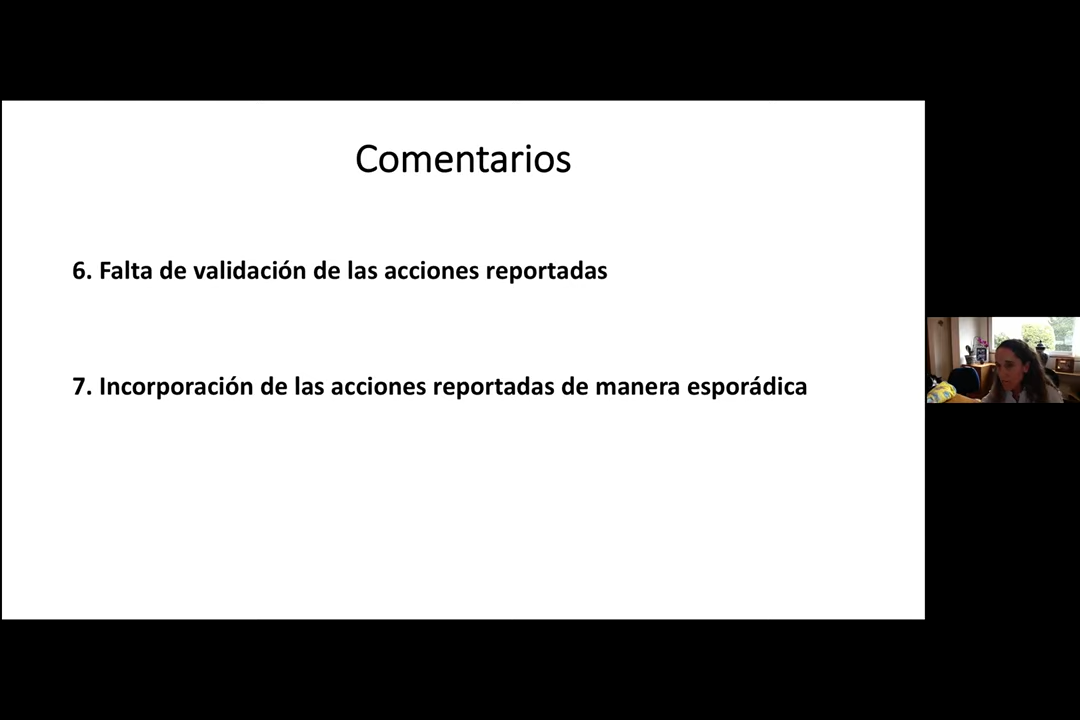 Comentarios
6. Falta de validación de las acciones reportadas
7. Incorporación de las acciones reportadas de manera esporádica